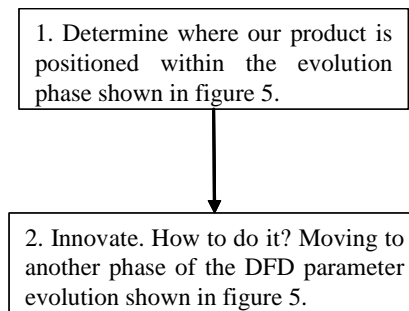 1. Determine where our product is
positioned within the evolution
phase shown in figure 5.
2. Innovate. How to do it? Moving to
another phase of the DFD parameter
evolution shown in figure 5.